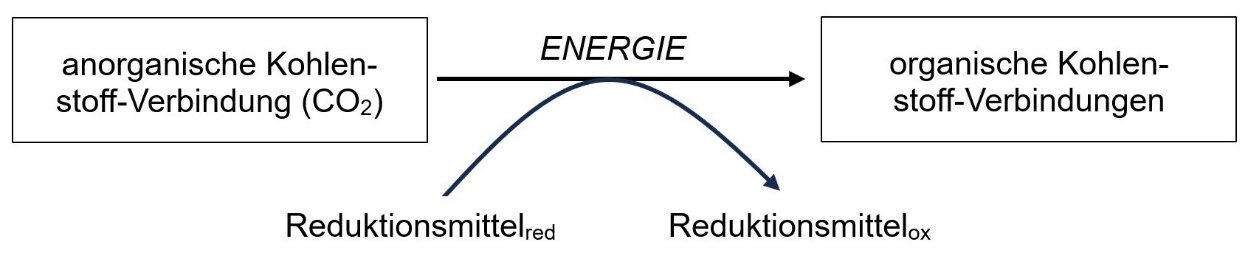 ENERGIE
anorganische Kohlen-
stoff-Verbindung (CO₂)
organische Kohlen-
stoff-Verbindungen
Reduktionsmittelred
Reduktionsmittelox